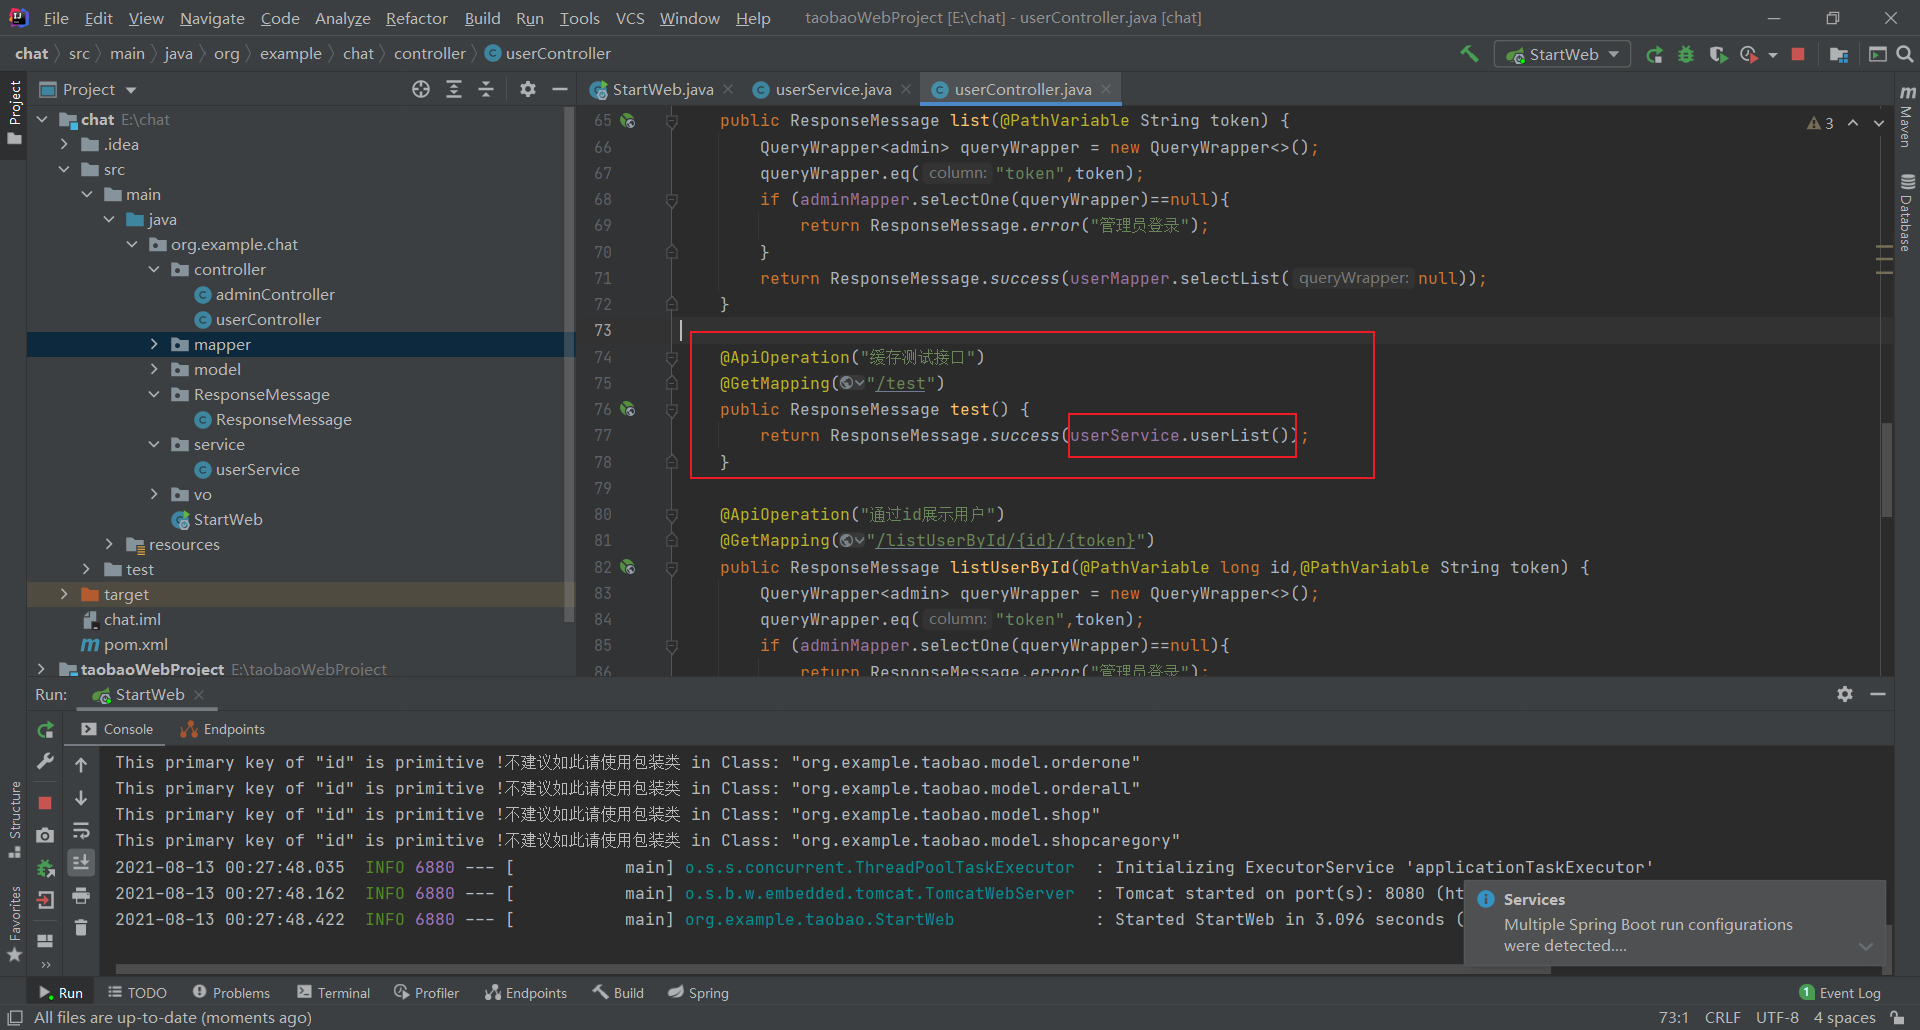 File Edit View Navigate Code Analyze Refactor Build Run Tools VCS Window Help taobaoWebProject [E:\chat] - userController.java [chat]
chat src main java org example chat controller userController
StartWeb
Project
StartWeb.java userService.java userController.java
Project
chat E:\chat
.idea
src
main
java
org.example.chat
controller
adminController
userController
mapper
model
ResponseMessage
ResponseMessage
service
userService
vo
StartWeb
resources
test
target
chat.iml
pom.xml
taobaoWebProject E:\taobaoWebProject
3
65 public ResponseMessage list(@PathVariable String token) {
66 QueryWrapper<admin> queryWrapper = new QueryWrapper<>();
67 queryWrapper.eq( column: "token",token);
68 if (adminMapper.selectOne(queryWrapper)==null){
69 return ResponseMessage.error("管理员登录");
70 }
71 return ResponseMessage.success(userMapper.selectList( queryWrapper: null));
72 }
73
74 @ApiOperation("缓存测试接口")
75 @GetMapping("/test")
76 public ResponseMessage test() {
77 return ResponseMessage.success(userService.userList());
78 }
79
80 @ApiOperation("通过id展示用户")
81 @GetMapping("/listUserById/{id}/{token}")
82 public ResponseMessage listUserById(@PathVariable long id,@PathVariable String token) {
83 QueryWrapper<admin> queryWrapper = new QueryWrapper<>();
84 queryWrapper.eq( column: "token",token);
85 if (adminMapper.selectOne(queryWrapper)==null){
86 return ResponseMessage.error("管理员登录");
Maven
Database
Run: StartWeb
Console Endpoints
This primary key of "id" is primitive !不建议如此请使用包装类 in Class: "org.example.taobao.model.orderone"
This primary key of "id" is primitive !不建议如此请使用包装类 in Class: "org.example.taobao.model.orderall"
This primary key of "id" is primitive !不建议如此请使用包装类 in Class: "org.example.taobao.model.shop"
This primary key of "id" is primitive !不建议如此请使用包装类 in Class: "org.example.taobao.model.shopcaregory"
2021-08-13 00:27:48.035 INFO 6880 --- [ main] o.s.s.concurrent.ThreadPoolTaskExecutor : Initializing ExecutorService 'applicationTaskExecutor'
2021-08-13 00:27:48.162 INFO 6880 --- [ main] o.s.b.w.embedded.tomcat.TomcatWebServer : Tomcat started on port(s): 8080 (ht
2021-08-13 00:27:48.422 INFO 6880 --- [ main] org.example.taobao.StartWeb : Started StartWeb in 3.096 seconds (
Structure
Favorites
Services
Multiple Spring Boot run configurations
were detected....
Run TODO Problems Terminal Profiler Endpoints Build Spring 1 Event Log
All files are up-to-date (moments ago) 73:1 CRLF UTF-8 4 spaces